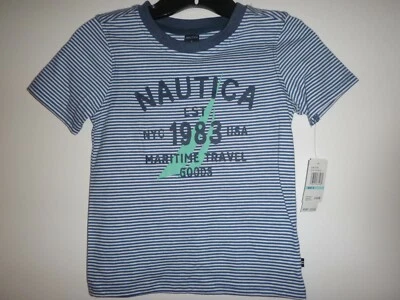 NAUTICA
EST
NYC 1983 USA
MARITIME TRAVEL
GOODS